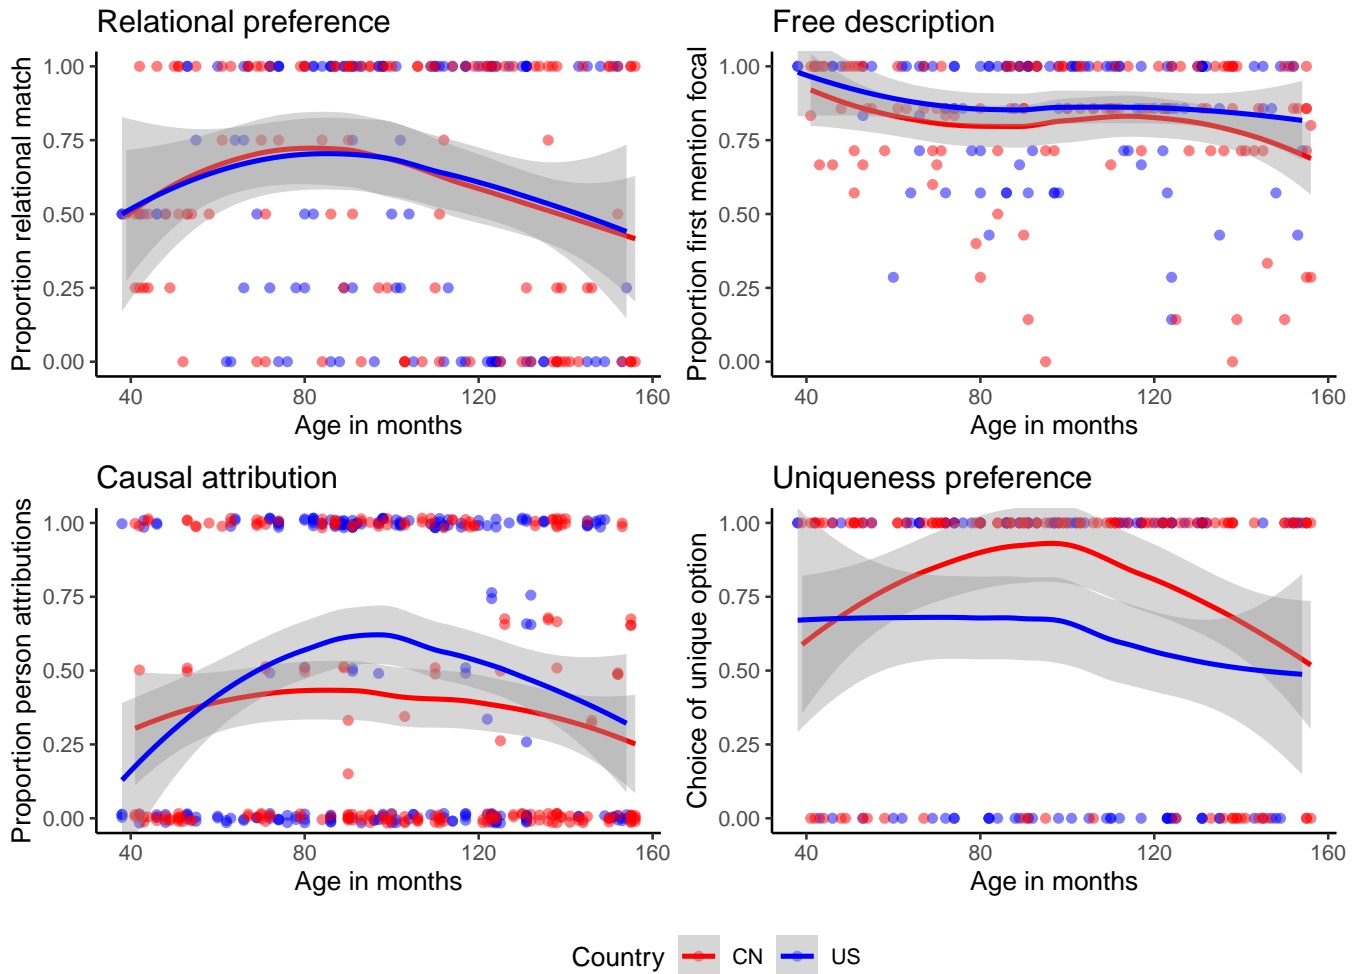 Relational preference
Proportion relational match
1.00
0.75
0.50
0.25
0.00
40 80 120 160
Age in months
Free description
Proportion first mention focal
1.00
0.75
0.50
0.25
0.00
40 80 120 160
Age in months
Causal attribution
Proportion person attributions
1.00
0.75
0.50
0.25
0.00
40 80 120 160
Age in months
Uniqueness preference
Choice of unique option
1.00
0.75
0.50
0.25
0.00
40 80 120 160
Age in months
Country CN US